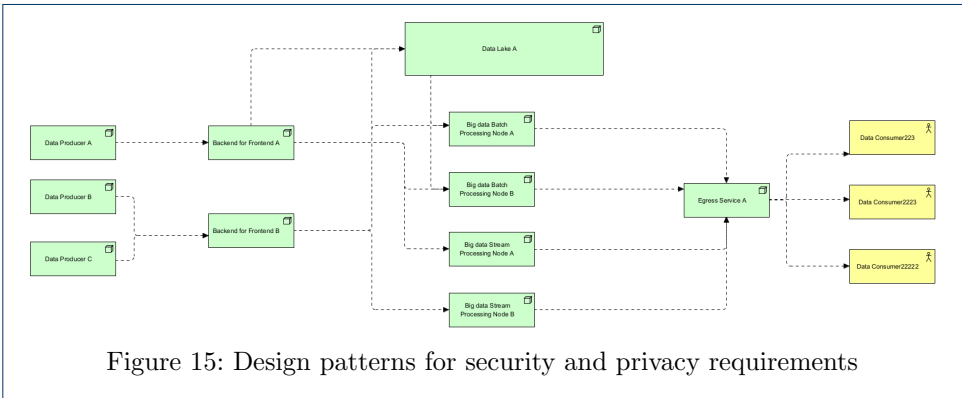 Data Lake A
Data Producer A
Backend for Frontend A
Big data Batch
Processing Node A
Data Consumer223
Data Producer B
Big data Batch
Processing Node B
Egress Service A
Data Consumer2223
Backend for Frontend B
Data Producer C
Big data Stream
Processing Node A
Data Consumer22222
Big data Stream
Processing Node B
Figure 15: Design patterns for security and privacy requirements